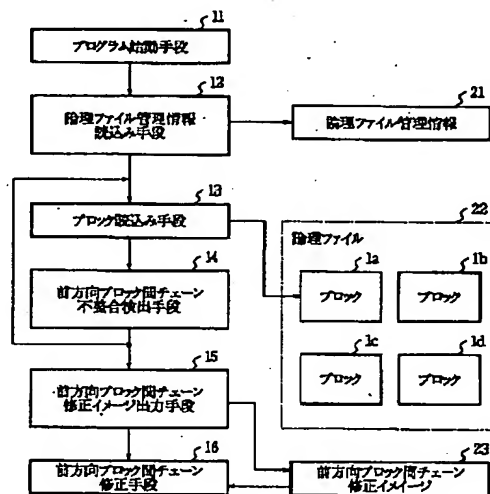 11
プログラム始動手段
12
論理ファイル管理情報
読込み手段
21
論理ファイル管理情報
13
ブロック読込み手段
22
論理ファイル
14
前方向ブロック間チェーン
不整合検出手段
1a
ブロック
1b
ブロック
1c
ブロック
1d
ブロック
15
前方向ブロック間チェーン
修正イメージ出力手段
16
前方向ブロック間チェーン
修正手段
23
前方向ブロック間チェーン
修正イメージ